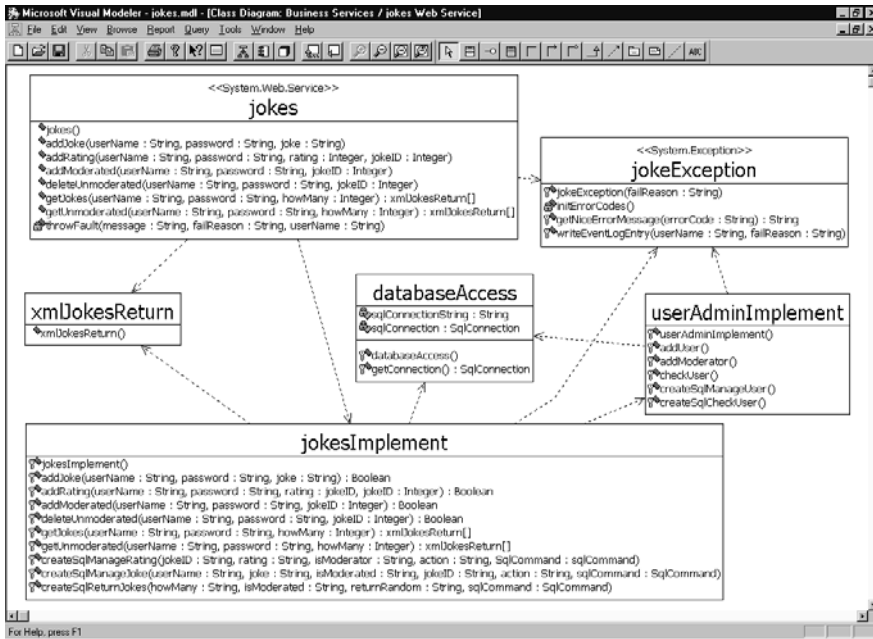 Microsoft Visual Modeler - jokes.mdl - [Class Diagram: Business Services / jokes Web Service]
File Edit View Browse Report Query Tools Window Help
ABC
<<System.Web.Service>>
jokes
jokes()
addJoke(userName : String, password : String, joke : String)
addRating(userName : String, password : String, rating : Integer, jokeID : Integer)
addModerated(userName : String, password : String, jokeID : Integer)
deleteUnmoderated(userName : String, password : String, jokeID : Integer)
getJokes(userName : String, password : String, howMany : Integer) : xmlJokesReturn[]
getUnmoderated(userName : String, password : String, howMany : Integer) : xmlJokesReturn[]
throwFault(message : String, failReason : String, userName : String)
<<System.Exception>>
jokeException
jokeException(failReason : String)
initErrorCodes()
getNiceErrorMessage(errorCode : String) : String
writeEventLogEntry(userName : String, failReason : String)
xmlJokesReturn
xmlJokesReturn()
databaseAccess
sqlConnectionString : String
sqlConnection : SqlConnection
databaseAccess()
getConnection() : SqlConnection
userAdminImplement
userAdminImplement()
addUser()
addModerator()
checkUser()
createSqlManageUser()
createSqlCheckUser()
jokesImplement
jokesImplement()
addJoke(userName : String, password : String, joke : String) : Boolean
addRating(userName : String, password : String, rating : jokeID, jokeID : Integer) : Boolean
addModerated(userName : String, password : String, jokeID : Integer) : Boolean
deleteUnmoderated(userName : String, password : String, jokeID : Integer) : Boolean
getJokes(userName : String, password : String, howMany : Integer) : xmlJokesReturn[]
getUnmoderated(userName : String, password : String, howMany : Integer) : xmlJokesReturn[]
createSqlManageRating(jokeID : String, rating : String, isModerator : String, action : String, SqlCommand : sqlCommand)
createSqlManageJoke(userName : String, joke : String, isModerated : String, jokeID : String, action : String, sqlCommand : SqlCommand)
createSqlReturnJokes(howMany : String, isModerated : String, returnRandom : String, sqlCommand : SqlCommand)
For Help, press F1